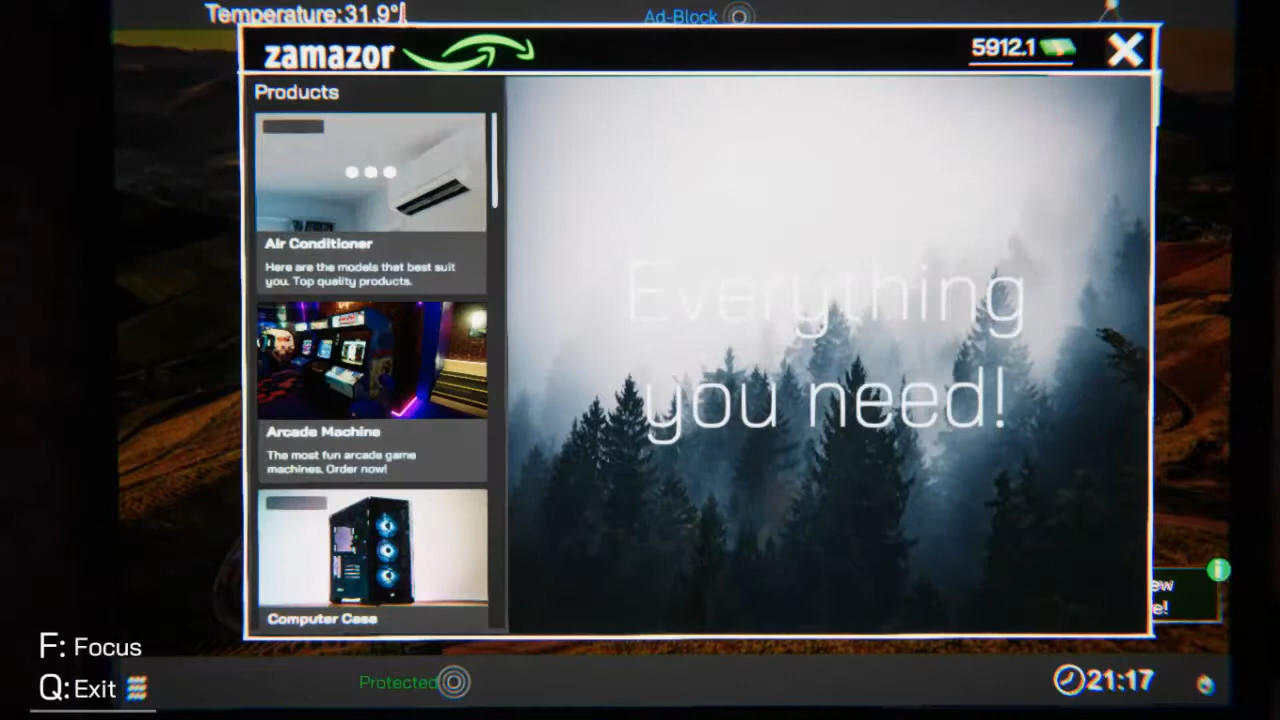 Temperature:31.9°
Ad-Block
zamazor
5912.1
Products
Air Conditioner
Here are the models that best suit
you. Top quality products.
Arcade Machine
The most fun arcade game
machines. Order now!
Computer Case
Everything
you need!
F: Focus
Q: Exit
Protected
21:17